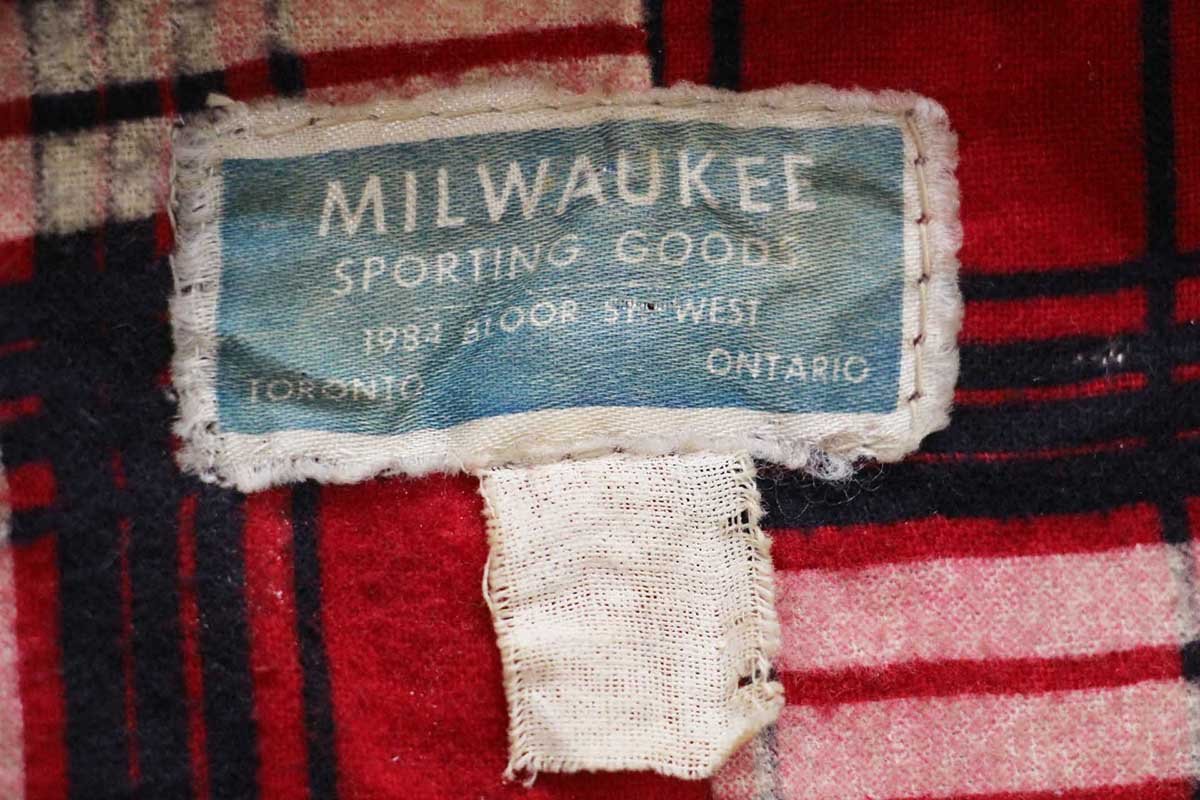 MILWAUKEE
SPORTING GOODS
1984 BLOOR ST. WEST
TORONTO ONTARIO